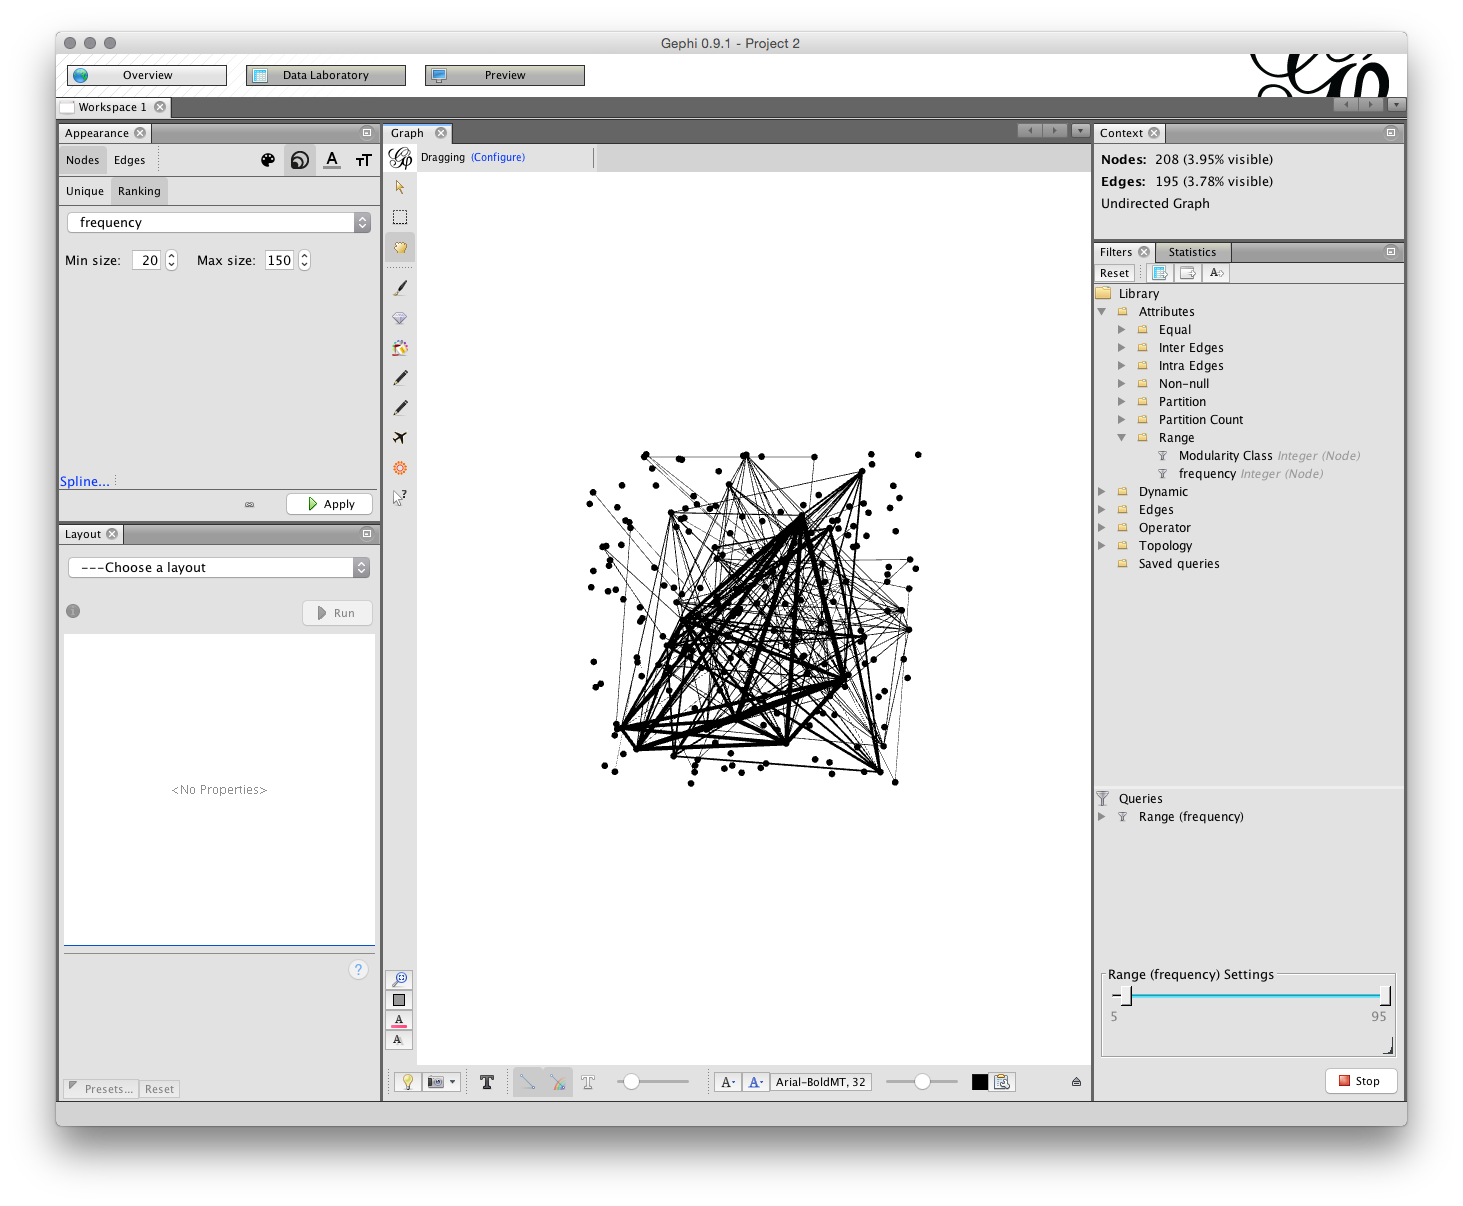 Gephi 0.9.1 - Project 2
Overview
Data Laboratory
Preview
Workspace 1
Appearance
Nodes
Edges
A
TT
Unique
Ranking
frequency
Min size: 20
Max size: 150
Spline...
Apply
Layout
---Choose a layout
Run
<No Properties>
?
Presets...
Reset
Graph
Dragging (Configure)
?
A
A
T
T
A-
A-
Arial-BoldMT, 32
Context
Nodes: 208 (3.95% visible)
Edges: 195 (3.78% visible)
Undirected Graph
Filters
Statistics
Reset
A
Library
Attributes
Equal
Inter Edges
Intra Edges
Non-null
Partition
Partition Count
Range
Modularity Class Integer (Node)
frequency Integer (Node)
Dynamic
Edges
Operator
Topology
Saved queries
Queries
Range (frequency)
Range (frequency) Settings
5
95
Stop